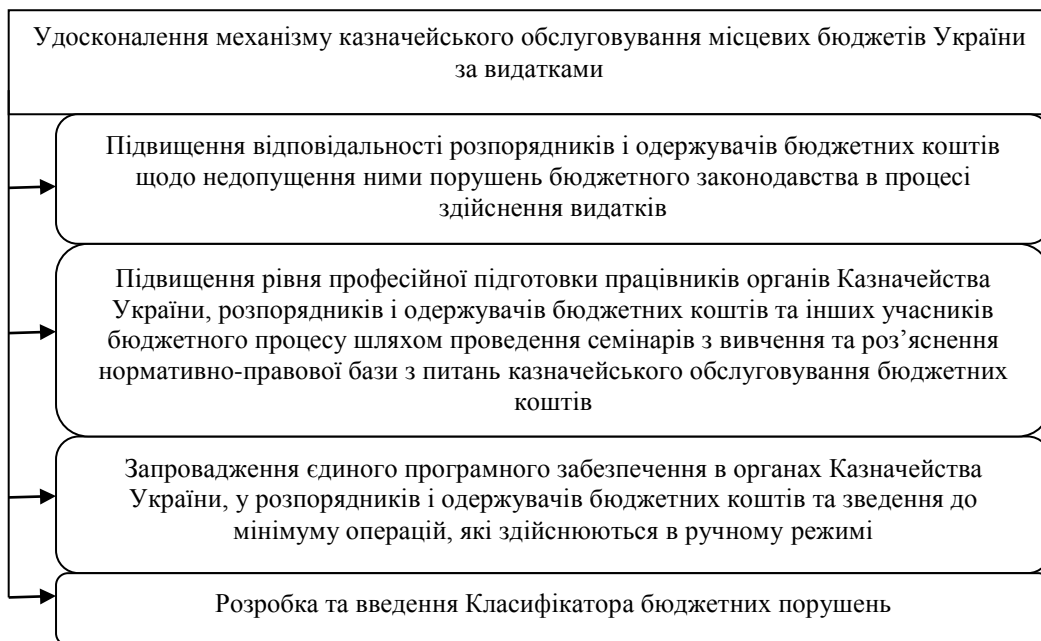 Удосконалення механізму казначейського обслуговування місцевих бюджетів України
за видатками
Підвищення відповідальності розпорядників і одержувачів бюджетних коштів
щодо недопущення ними порушень бюджетного законодавства в процесі
здійснення видатків
Підвищення рівня професійної підготовки працівників органів Казначейства
України, розпорядників і одержувачів бюджетних коштів та інших учасників
бюджетного процесу шляхом проведення семінарів з вивчення та роз’яснення
нормативно-правової бази з питань казначейського обслуговування бюджетних
коштів
Запровадження єдиного програмного забезпечення в органах Казначейства
України, у розпорядників і одержувачів бюджетних коштів та зведення до
мінімуму операцій, які здійснюються в ручному режимі
Розробка та введення Класифікатора бюджетних порушень